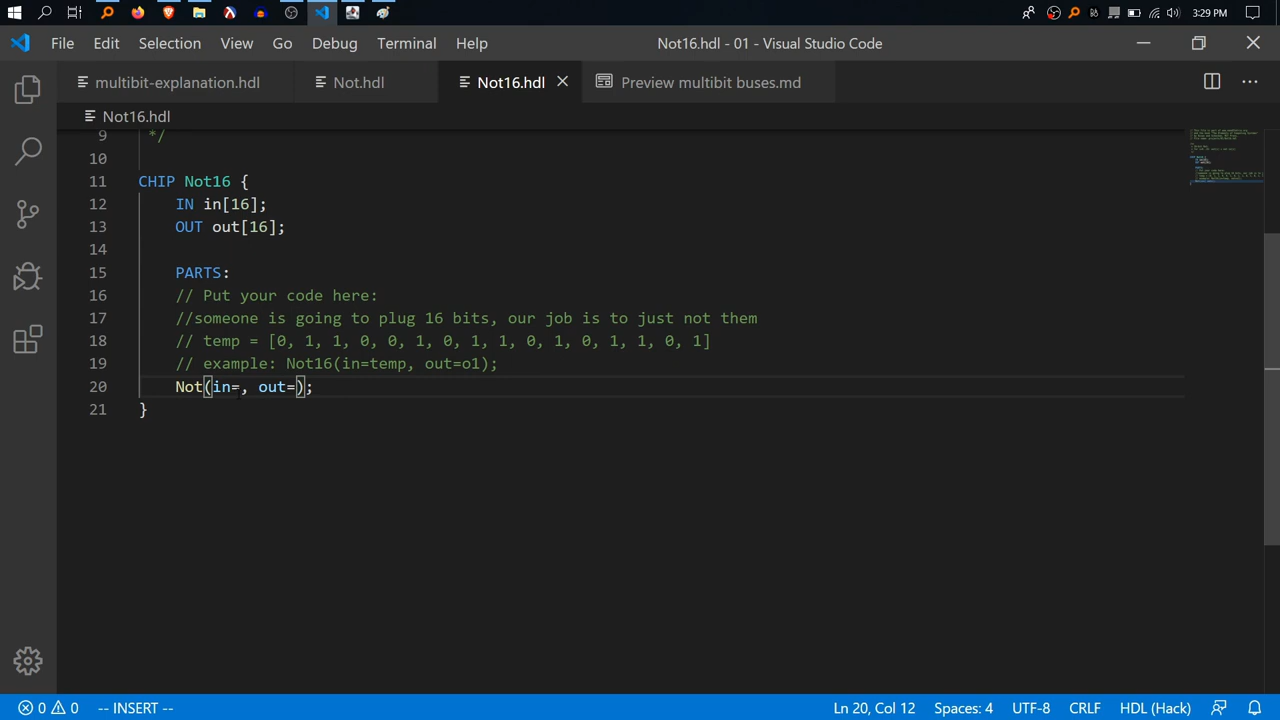 3:29 PM
File Edit Selection View Go Debug Terminal Help Not16.hdl - 01 - Visual Studio Code
multibit-explanation.hdl Not.hdl Not16.hdl Preview multibit buses.md
Not16.hdl
9 */
10
11 CHIP Not16 {
12 IN in[16];
13 OUT out[16];
14
15 PARTS:
16 // Put your code here:
17 //someone is going to plug 16 bits, our job is to just not them
18 // temp = [0, 1, 1, 0, 0, 1, 0, 1, 1, 0, 1, 0, 1, 1, 0, 1]
19 // example: Not16(in=temp, out=o1);
20 Not(in=, out=);
21 }
0 0 -- INSERT -- Ln 20, Col 12 Spaces: 4 UTF-8 CRLF HDL (Hack)